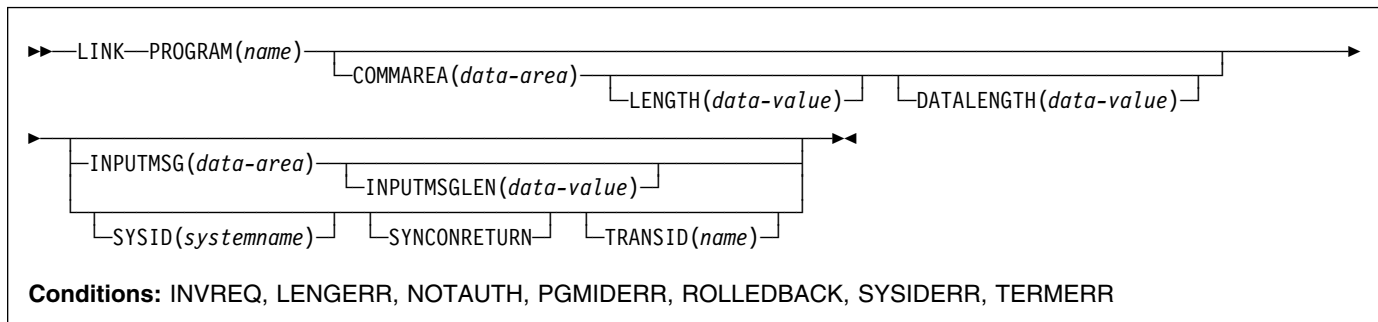 LINK PROGRAM(name)
COMMAREA(data-area)
LENGTH(data-value) DATALENGTH(data-value)
INPUTMSG(data-area)
INPUTMSGLEN(data-value)
SYSID(systemname) SYNCONRETURN TRANSID(name)
Conditions: INVREQ, LENGERR, NOTAUTH, PGMIDERR, ROLLEDBACK, SYSIDERR, TERMERR